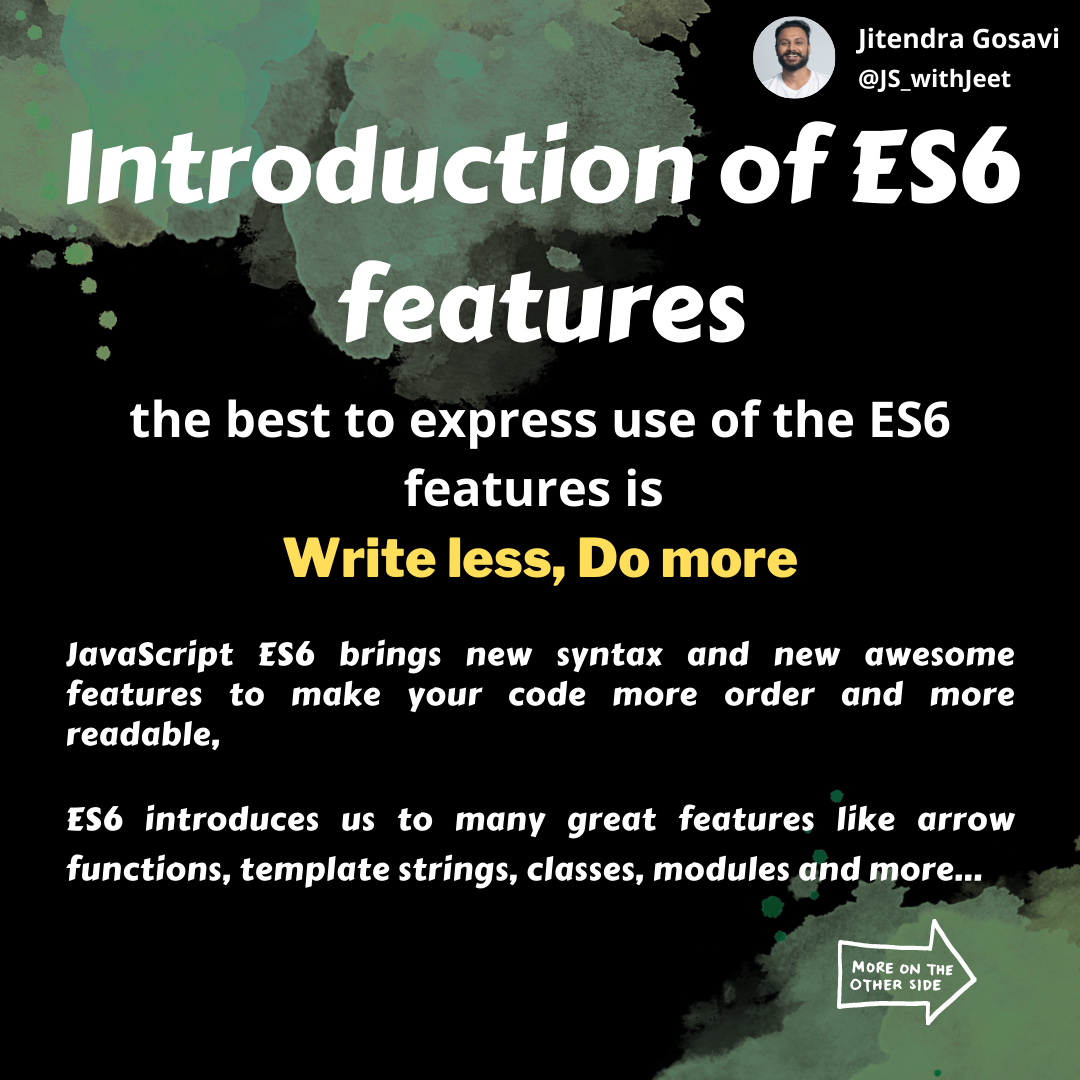 Jitendra Gosavi
@JS_withJeet
Introduction of ES6
features
the best to express use of the ES6
features is
Write less, Do more
JavaScript ES6 brings new syntax and new awesome
features to make your code more order and more
readable,
ES6 introduces us to many great features like arrow
functions, template strings, classes, modules and more...
MORE ON THE
OTHER SIDE